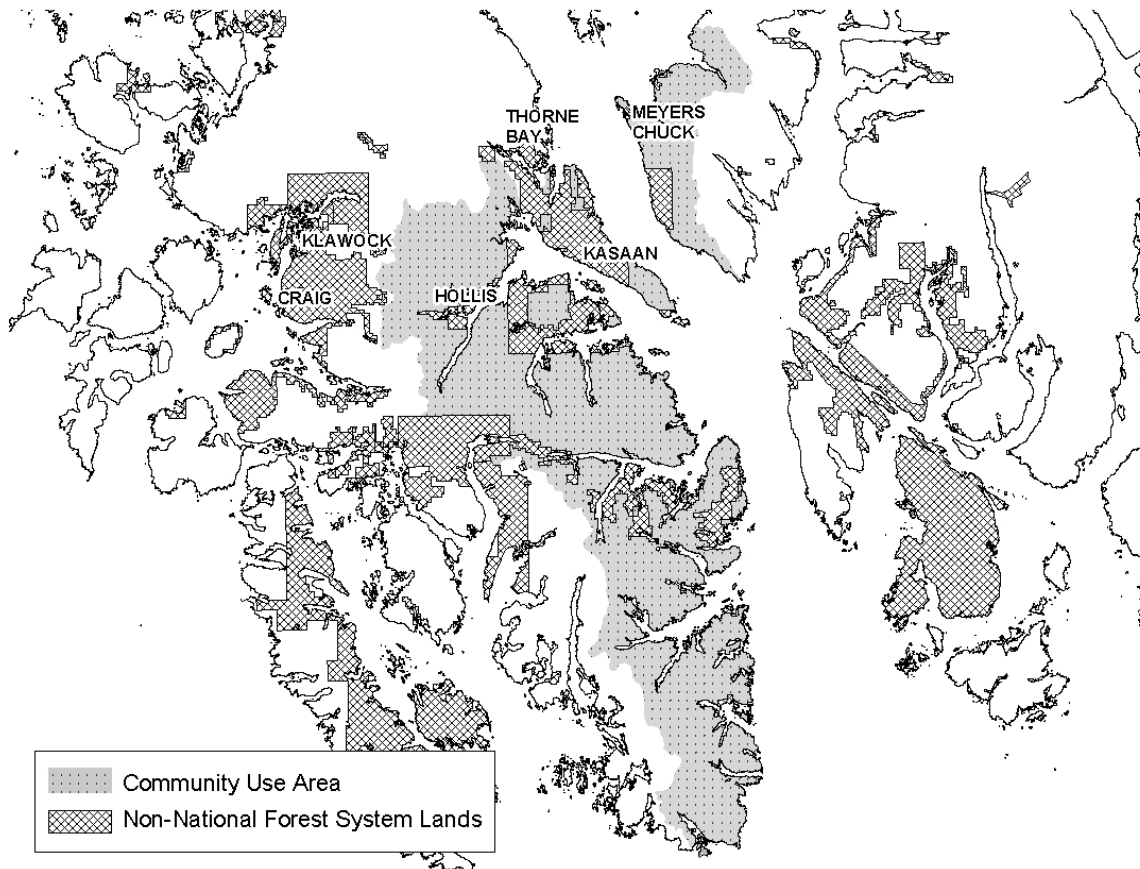 THORNE
BAY
MEYERS
CHUCK
KLAWOCK
KASAAN
CRAIG
HOLLIS
Community Use Area
Non-National Forest System Lands